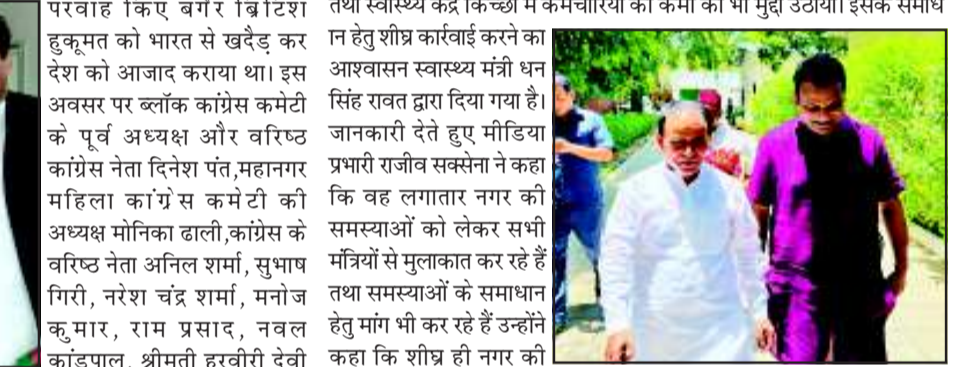 परवाह किए बगैर ब्रिटिश
हुकूमत को भारत से खदैड़ कर
देश को आजाद कराया था। इस
अवसर पर ब्लॉक कांग्रेस कमेटी
के पूर्व अध्यक्ष और वरिष्ठ
कांग्रेस नेता दिनेश पंत,महानगर
महिला कांग्रेस कमेटी की
अध्यक्ष मोनिका ढाली,कांग्रेस के
वरिष्ठ नेता अनिल शर्मा, सुभाष
गिरी, नरेश चंद्र शर्मा, मनोज
कुमार, राम प्रसाद, नवल
कांडपाल, श्रीमती हरवीरी देवी
तथा स्वास्थ्य केंद्र किच्छा में कर्मचारियों की कमी का भी मुद्दा उठाया। इसके समाध
ान हेतु शीघ्र कार्रवाई करने का
आश्वासन स्वास्थ्य मंत्री धन
सिंह रावत द्वारा दिया गया है।
जानकारी देते हुए मीडिया
प्रभारी राजीव सक्सेना ने कहा
कि वह लगातार नगर की
समस्याओं को लेकर सभी
मंत्रियों से मुलाकात कर रहे हैं
तथा समस्याओं के समाधान
हेतु मांग भी कर रहे हैं उन्होंने
कहा कि शीघ्र ही नगर की